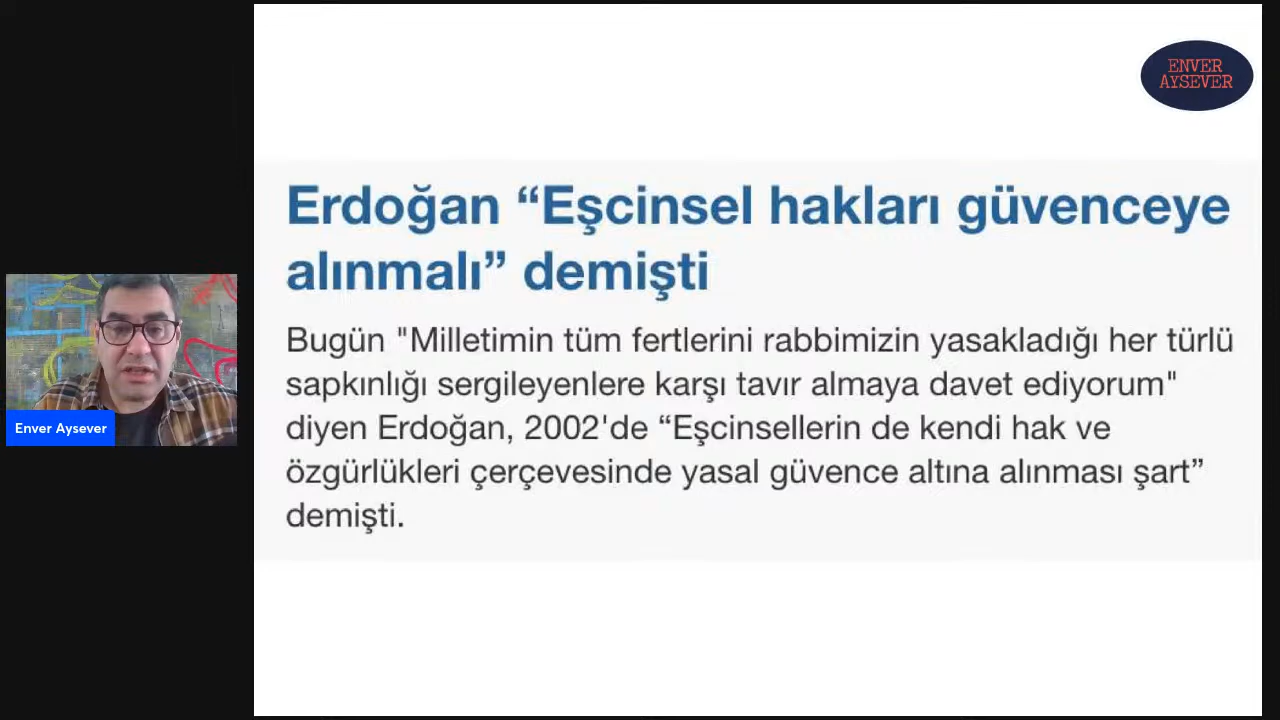 ENVER
AYSEVER
Erdoğan “Eşcinsel hakları güvenceye
alınmalı” demişti
Bugün "Milletimin tüm fertlerini rabbimizin yasakladığı her türlü
sapkınlığı sergileyenlere karşı tavır almaya davet ediyorum"
diyen Erdoğan, 2002'de “Eşcinsellerin de kendi hak ve
özgürlükleri çerçevesinde yasal güvence altına alınması şart”
demişti.
Enver Aysever